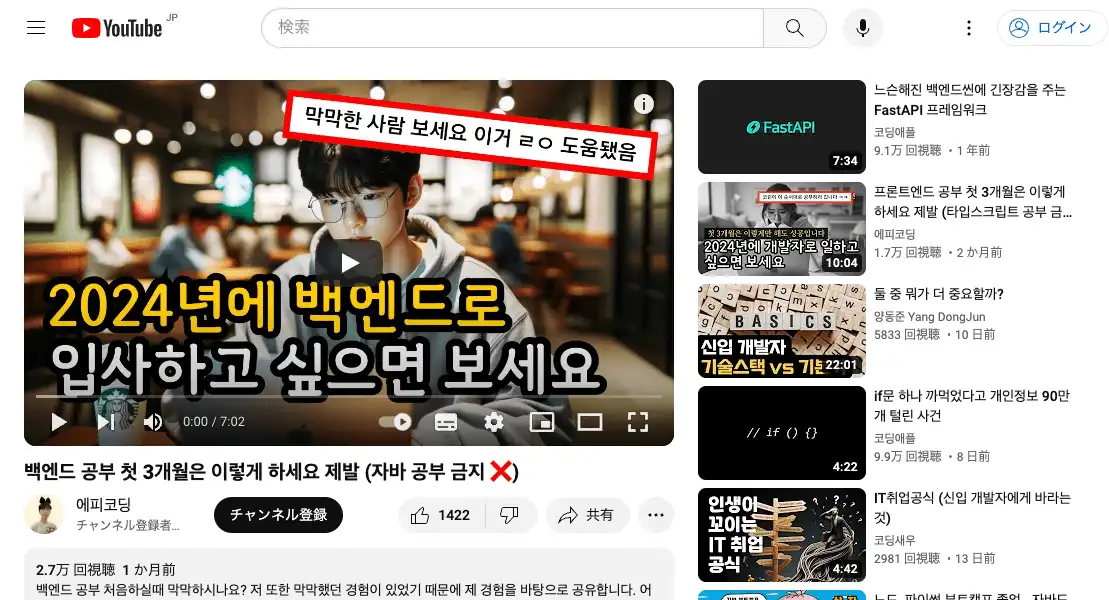 YouTube JP
検索
ログイン
막막한 사람 보세요 이거 ㄹㅇ 도움됐음
2024년에 백엔드로
입사하고 싶으면 보세요
0:00 / 7:02
백엔드 공부 첫 3개월은 이렇게 하세요 제발 (자바 공부 금지 ❌)
에피코딩
チャンネル登録者…
チャンネル登録
1422
共有
2.7万 回視聴 1 か月前
백엔드 공부 처음하실때 막막하시나요? 저 또한 막막했던 경험이 있었기 때문에 제 경험을 바탕으로 공유합니다. 어
FastAPI
7:34
느슨해진 백엔드씬에 긴장감을 주는
FastAPI 프레임워크
코딩애플
9.1万 回視聴 ・1 年前
첫 3개월은 이렇게만 해도 성공입니다
2024년에 개발자로 일하고
싶으면 보세요
10:04
프론트엔드 공부 첫 3개월은 이렇게
하세요 제발 (타입스크립트 공부 금...
에피코딩
1.7万 回視聴 ・2 か月前
BASICS
신입 개발자
기술스택 vs 기본
22:01
둘 중 뭐가 더 중요할까?
양동준 Yang DongJun
5833 回視聴 ・10 日前
// if () {}
4:22
if문 하나 까먹었다고 개인정보 90만
개 털린 사건
코딩애플
9.9万 回視聴 ・8 日前
인생이
꼬이는
IT 취업
공식
4:42
IT취업공식 (신입 개발자에게 바라는
것)
코딩새우
2981 回視聴 ・13 日前